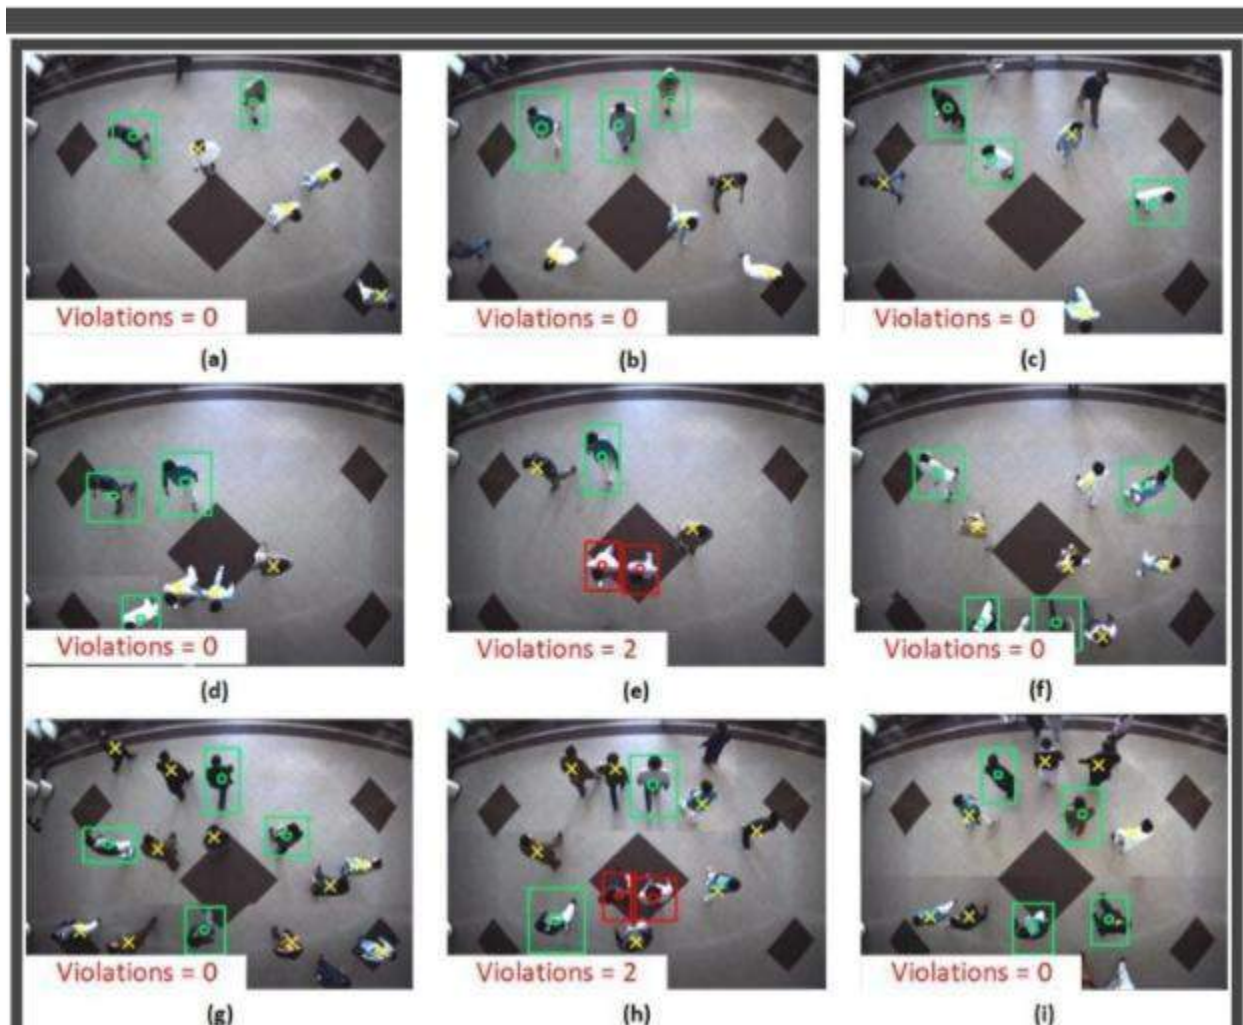 Violations = 0
Violations = 0
Violations = 0
(a)
(b)
(c)
Violations = 0
Violations = 2
Violations = 0
(d)
(e)
(f)
Violations = 0
Violations = 2
Violations = 0
(g)
(h)
(i)